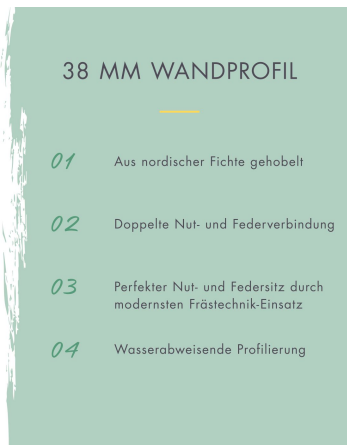 38 MM WANDPROFIL
01 Aus nordischer Fichte gehobelt
02 Doppelte Nut- und Federverbindung
03 Perfekter Nut- und Federsitz durch
modernsten Frästechnik-Einsatz
04 Wasserabweisende Profilierung